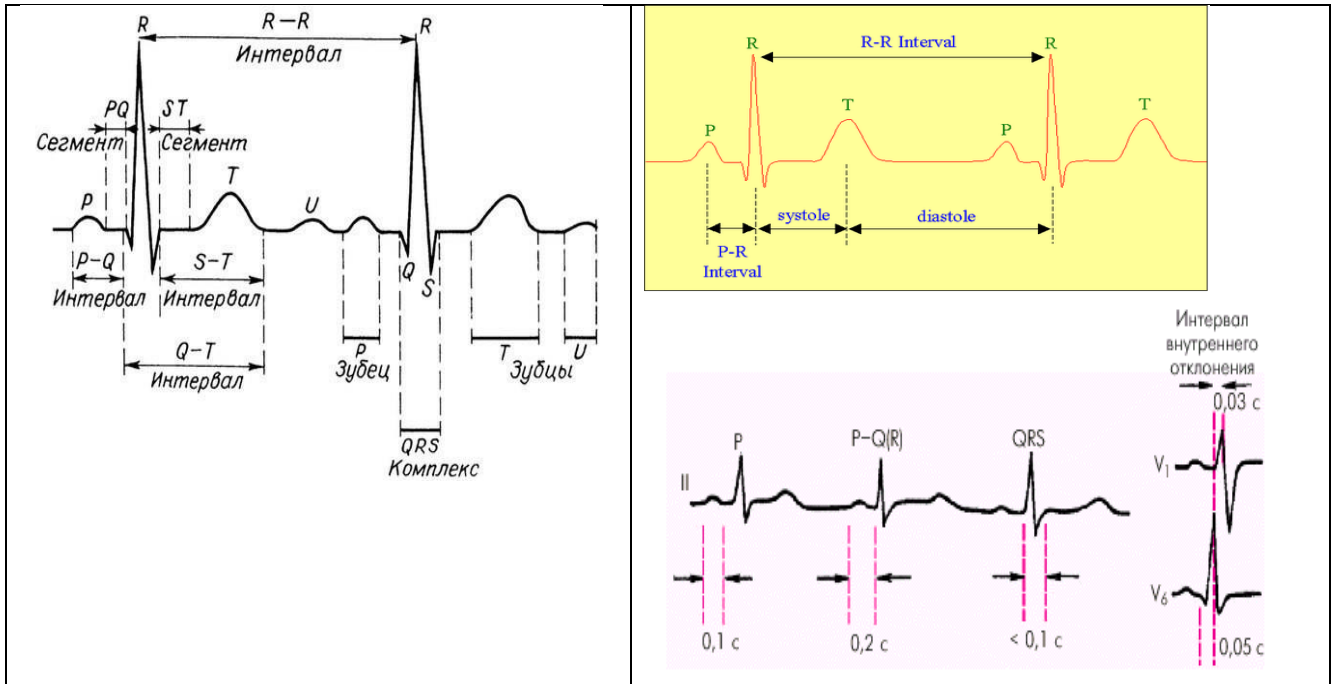 R
R–R
R
Интервал
PQ
ST
Сегмент
Сегмент
P
T
U
P–Q
S–T
Q
S
Интервал
Интервал
Q–T
P
T
U
Интервал
Зубец
Зубцы
QRS
Комплекс
R-R Interval
R
R
P
T
P
T
systole
diastole
P-R
Interval
Интервал
внутреннего
отклонения
0,03 с
P
P–Q(R)
QRS
II
V1
V6
0,1 с
0,2 с
< 0,1 с
0,05 с